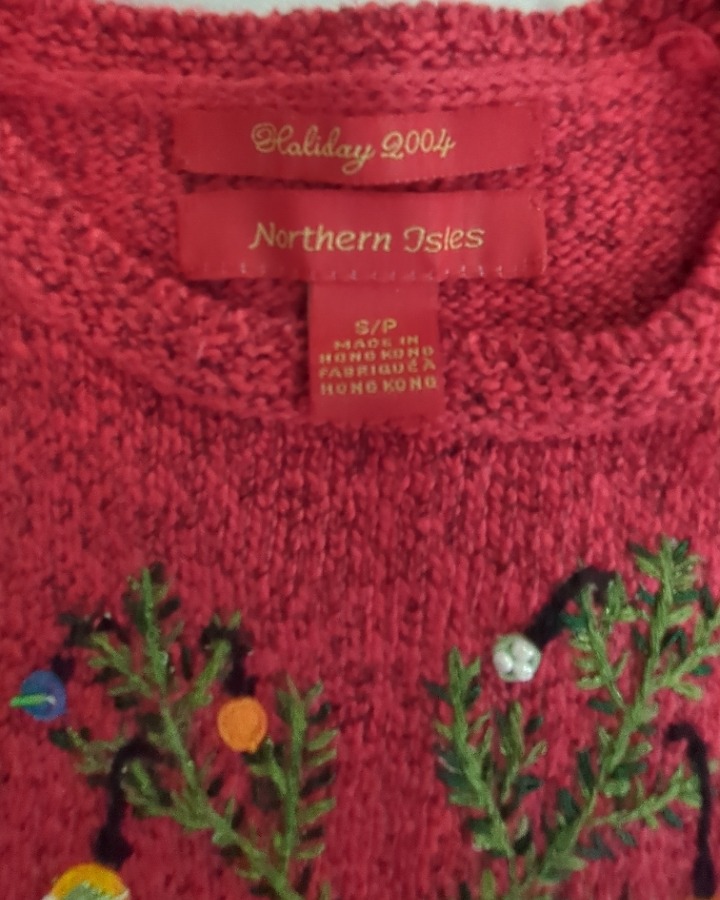 Holiday 2004
Northern Isles
S/P
MADE IN
HONG KONG
FABRIQUÉ À
HONG KONG